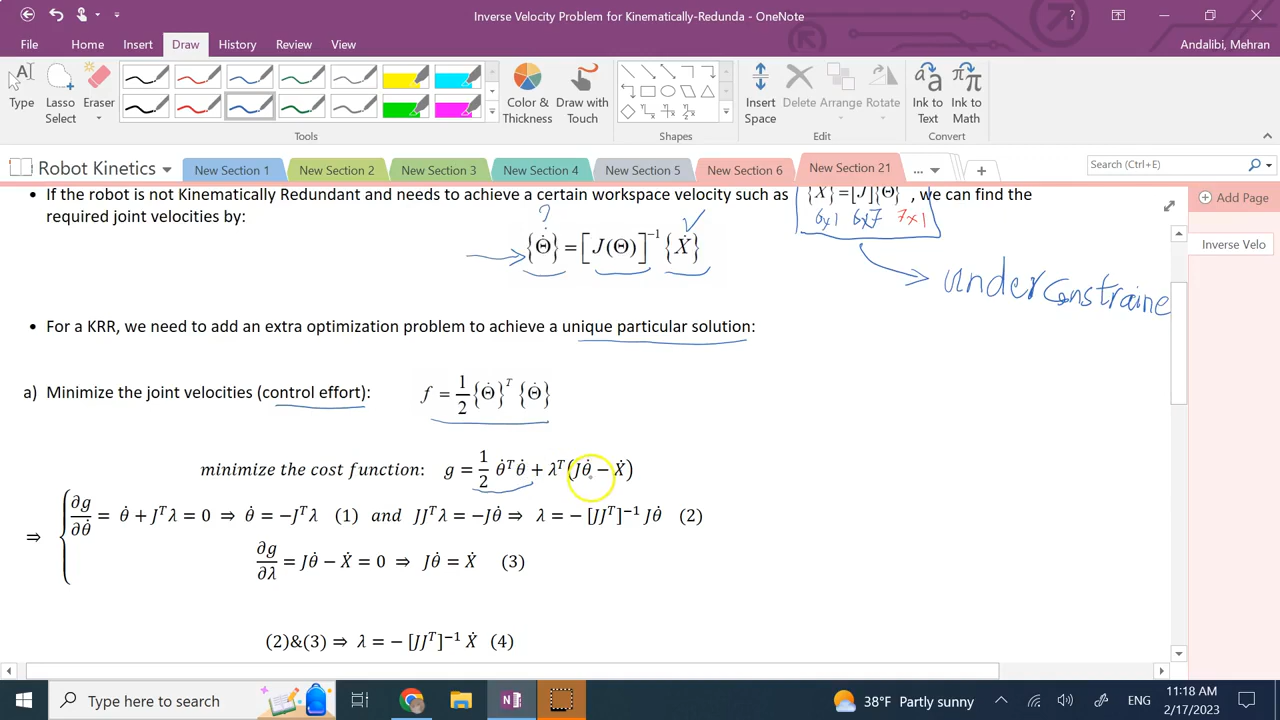 Inverse Velocity Problem for Kinematically-Redunda - OneNote
File Home Insert Draw History Review View
Andalibi, Mehran
Type
Lasso Select
Eraser
Color & Thickness
Draw with Touch
Insert Space
Delete
Arrange
Rotate
Ink to Text
Ink to Math
Tools
Shapes
Edit
Convert
Robot Kinetics
New Section 1
New Section 2
New Section 3
New Section 4
New Section 5
New Section 6
New Section 21
...
Search (Ctrl+E)
Add Page
Inverse Velo
• If the robot is not Kinematically Redundant and needs to achieve a certain workspace velocity such as {Ẋ}=[J]{Θ̇} , we can find the
6x1 6x7 7x1
required joint velocities by:
?
{Θ̇} = [J(Θ)]⁻¹ {Ẋ}
underconstraine
• For a KRR, we need to add an extra optimization problem to achieve a unique particular solution:
a) Minimize the joint velocities (control effort): f = 1/2 {Θ̇}ᵀ {Θ̇}
minimize the cost function: g = 1/2 θ̇ᵀθ̇ + λᵀ(Jθ̇ − Ẋ)
⇒ { ∂g/∂θ̇ = θ̇ + Jᵀλ = 0 ⇒ θ̇ = −Jᵀλ (1) and JJᵀλ = −Jθ̇ ⇒ λ = − [JJᵀ]⁻¹ Jθ̇ (2)
∂g/∂λ = Jθ̇ − Ẋ = 0 ⇒ Jθ̇ = Ẋ (3)
(2)&(3) ⇒ λ = − [JJᵀ]⁻¹ Ẋ (4)
Type here to search
38°F Partly sunny
ENG
11:18 AM
2/17/2023